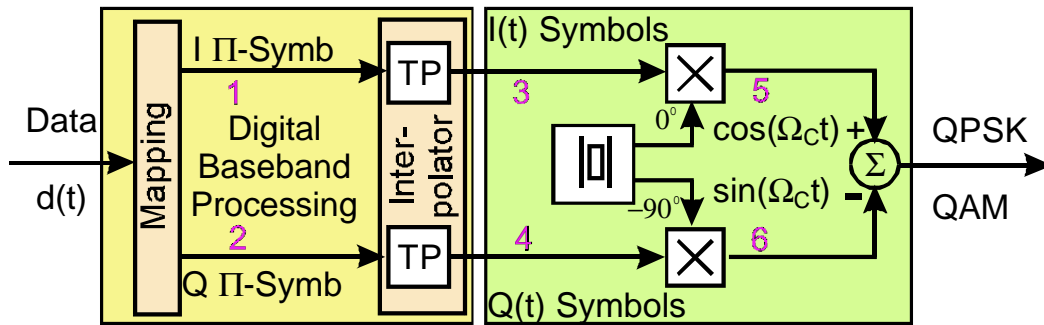 Data
d(t)
Mapping
I Π-Symb
1
Digital
Baseband
Processing
2
Q Π-Symb
TP
Inter-
polator
TP
I(t) Symbols
3
5
0°
cos(Ω_C t) +
Σ
sin(Ω_C t) -
-90°
4
6
Q(t) Symbols
QPSK
QAM